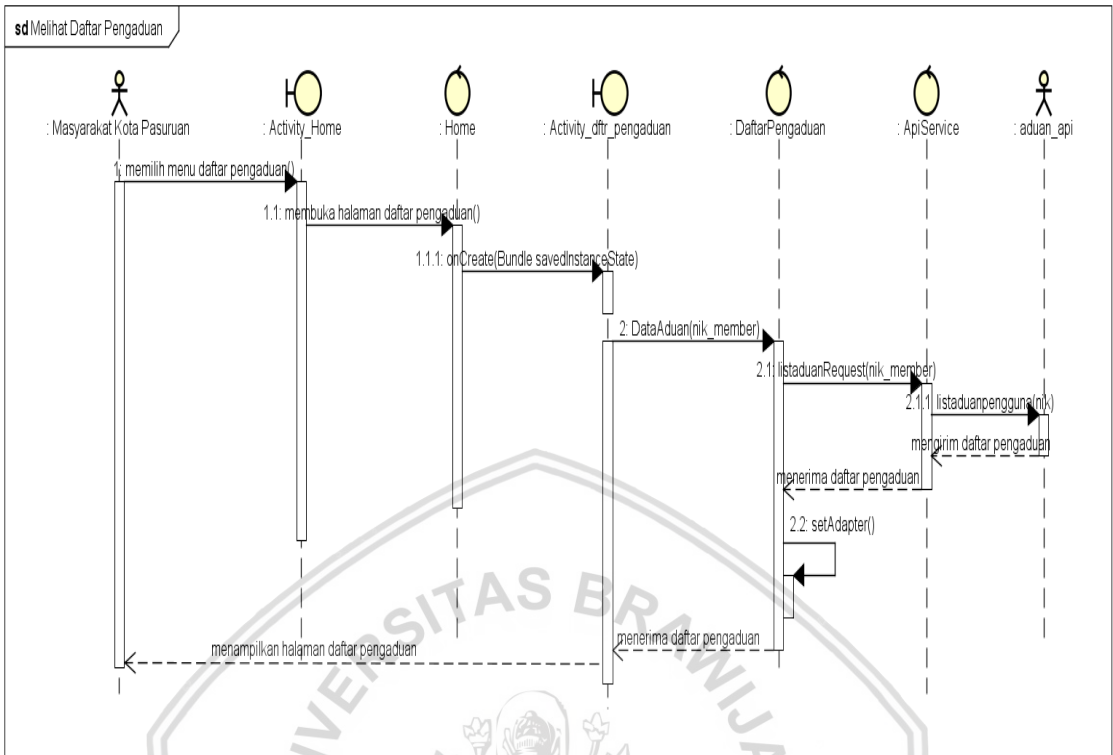 sd Melihat Daftar Pengaduan
: Masyarakat Kota Pasuruan
: Activity_Home
: Home
: Activity_dftr_pengaduan
: DaftarPengaduan
: ApiService
: aduan_api
1: memilih menu daftar pengaduan()
1.1: membuka halaman daftar pengaduan()
1.1.1: onCreate(Bundle savedInstanceState)
2: DataAduan(nik_member)
2.1: listaduanRequest(nik_member)
2.1.1: listaduanpengguna(nik)
mengirim daftar pengaduan
menerima daftar pengaduan
2.2: setAdapter()
menerima daftar pengaduan
menampilkan halaman daftar pengaduan
VERSITAS BRAWIJA